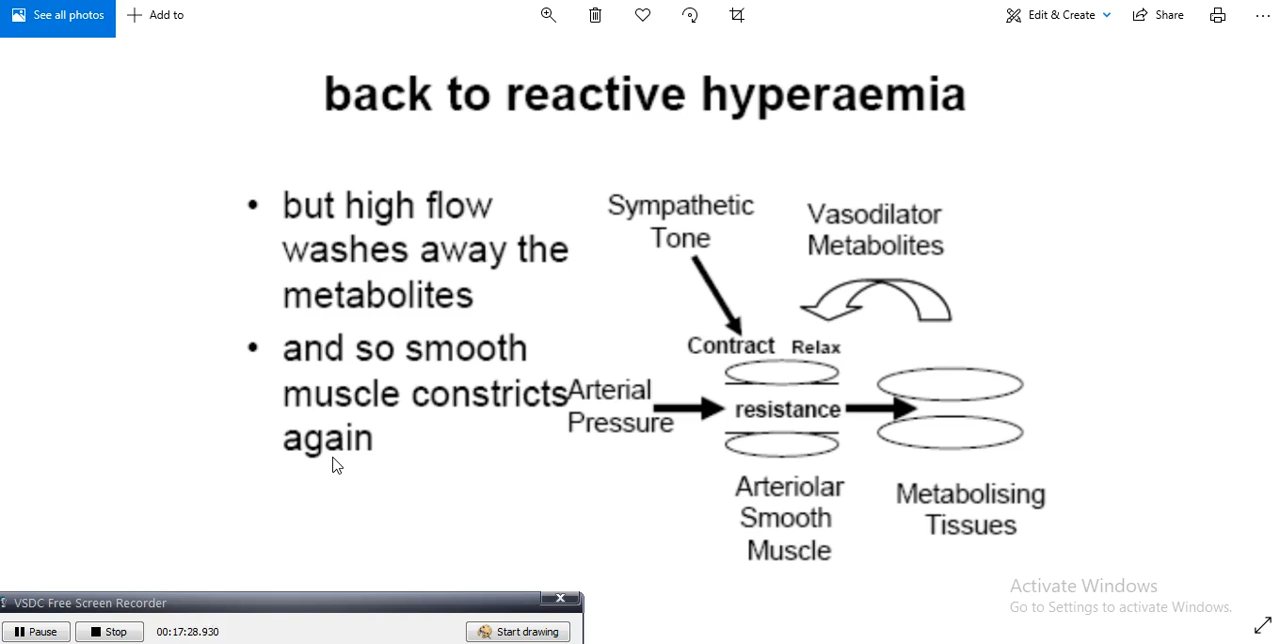 See all photos
Add to
Edit & Create
Share
back to reactive hyperaemia
• but high flow
washes away the
metabolites
• and so smooth
muscle constricts
again
Sympathetic
Tone
Vasodilator
Metabolites
Contract
Relax
Arterial
Pressure
resistance
Arteriolar
Smooth
Muscle
Metabolising
Tissues
Activate Windows
Go to Settings to activate Windows.
VSDC Free Screen Recorder
Pause
Stop
00:17:28.930
Start drawing